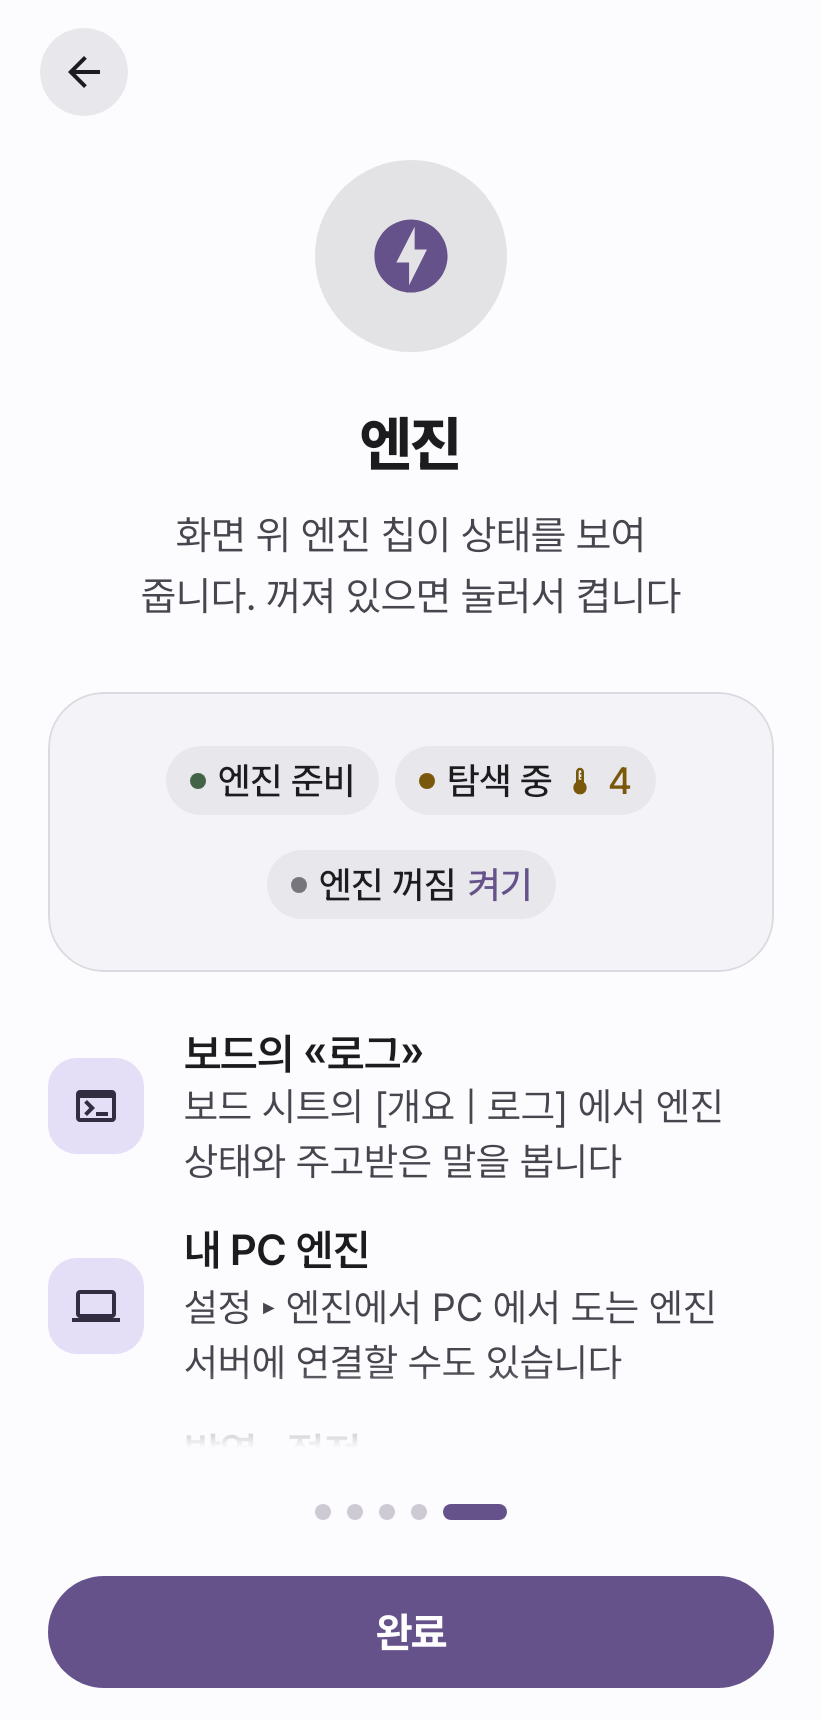 엔진
화면 위 엔진 칩이 상태를 보여
줍니다. 꺼져 있으면 눌러서 켭니다
엔진 준비
탐색 중 4
엔진 꺼짐 켜기
보드의 «로그»
보드 시트의 [개요 | 로그] 에서 엔진
상태와 주고받은 말을 봅니다
내 PC 엔진
설정 ▸ 엔진에서 PC 에서 도는 엔진
서버에 연결할 수도 있습니다
완료